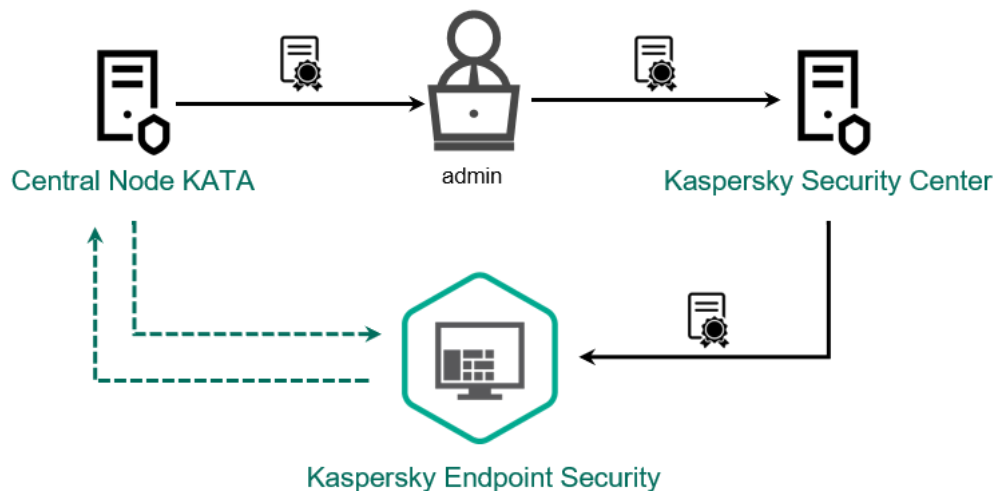 admin
Central Node KATA
Kaspersky Security Center
Kaspersky Endpoint Security